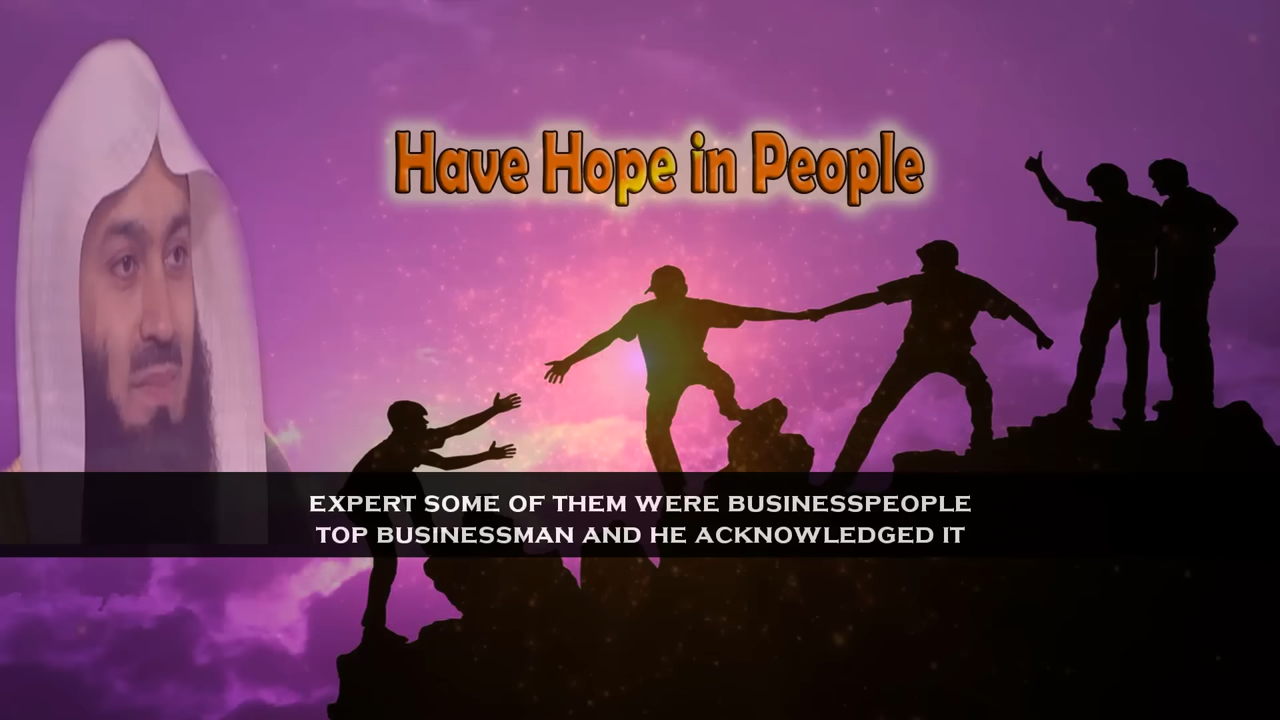 Have Hope in People
EXPERT SOME OF THEM WERE BUSINESSPEOPLE
TOP BUSINESSMAN AND HE ACKNOWLEDGED IT